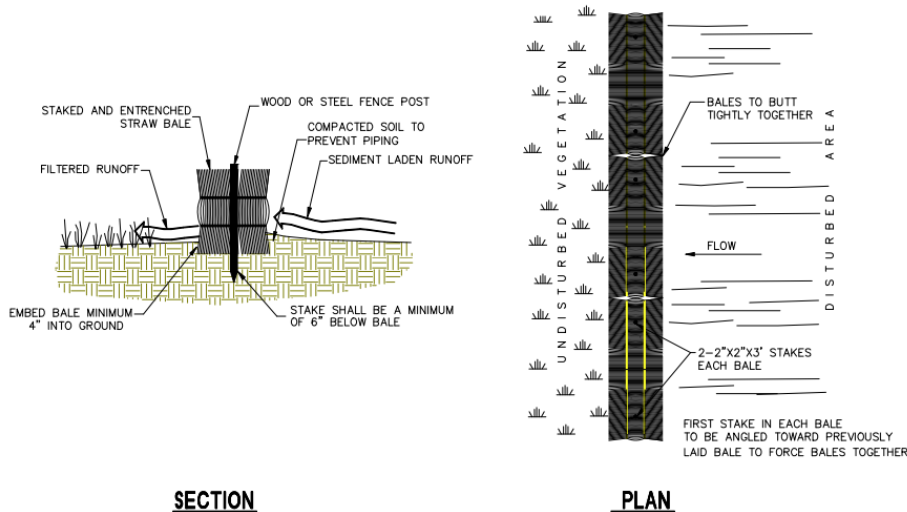 STAKED AND ENTRENCHED
STRAW BALE
WOOD OR STEEL FENCE POST
COMPACTED SOIL TO
PREVENT PIPING
FILTERED RUNOFF
SEDIMENT LADEN RUNOFF
EMBED BALE MINIMUM
4" INTO GROUND
STAKE SHALL BE A MINIMUM
OF 6" BELOW BALE
SECTION
UNDISTURBED VEGETATION
BALES TO BUTT
TIGHTLY TOGETHER
DISTURBED AREA
FLOW
2-2"X2"X3' STAKES
EACH BALE
FIRST STAKE IN EACH BALE
TO BE ANGLED TOWARD PREVIOUSLY
LAID BALE TO FORCE BALES TOGETHER
PLAN